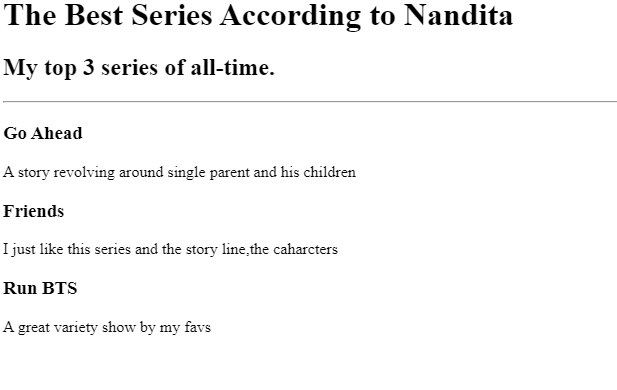 The Best Series According to Nandita
My top 3 series of all-time.
Go Ahead
A story revolving around single parent and his children
Friends
I just like this series and the story line,the caharcters
Run BTS
A great variety show by my favs